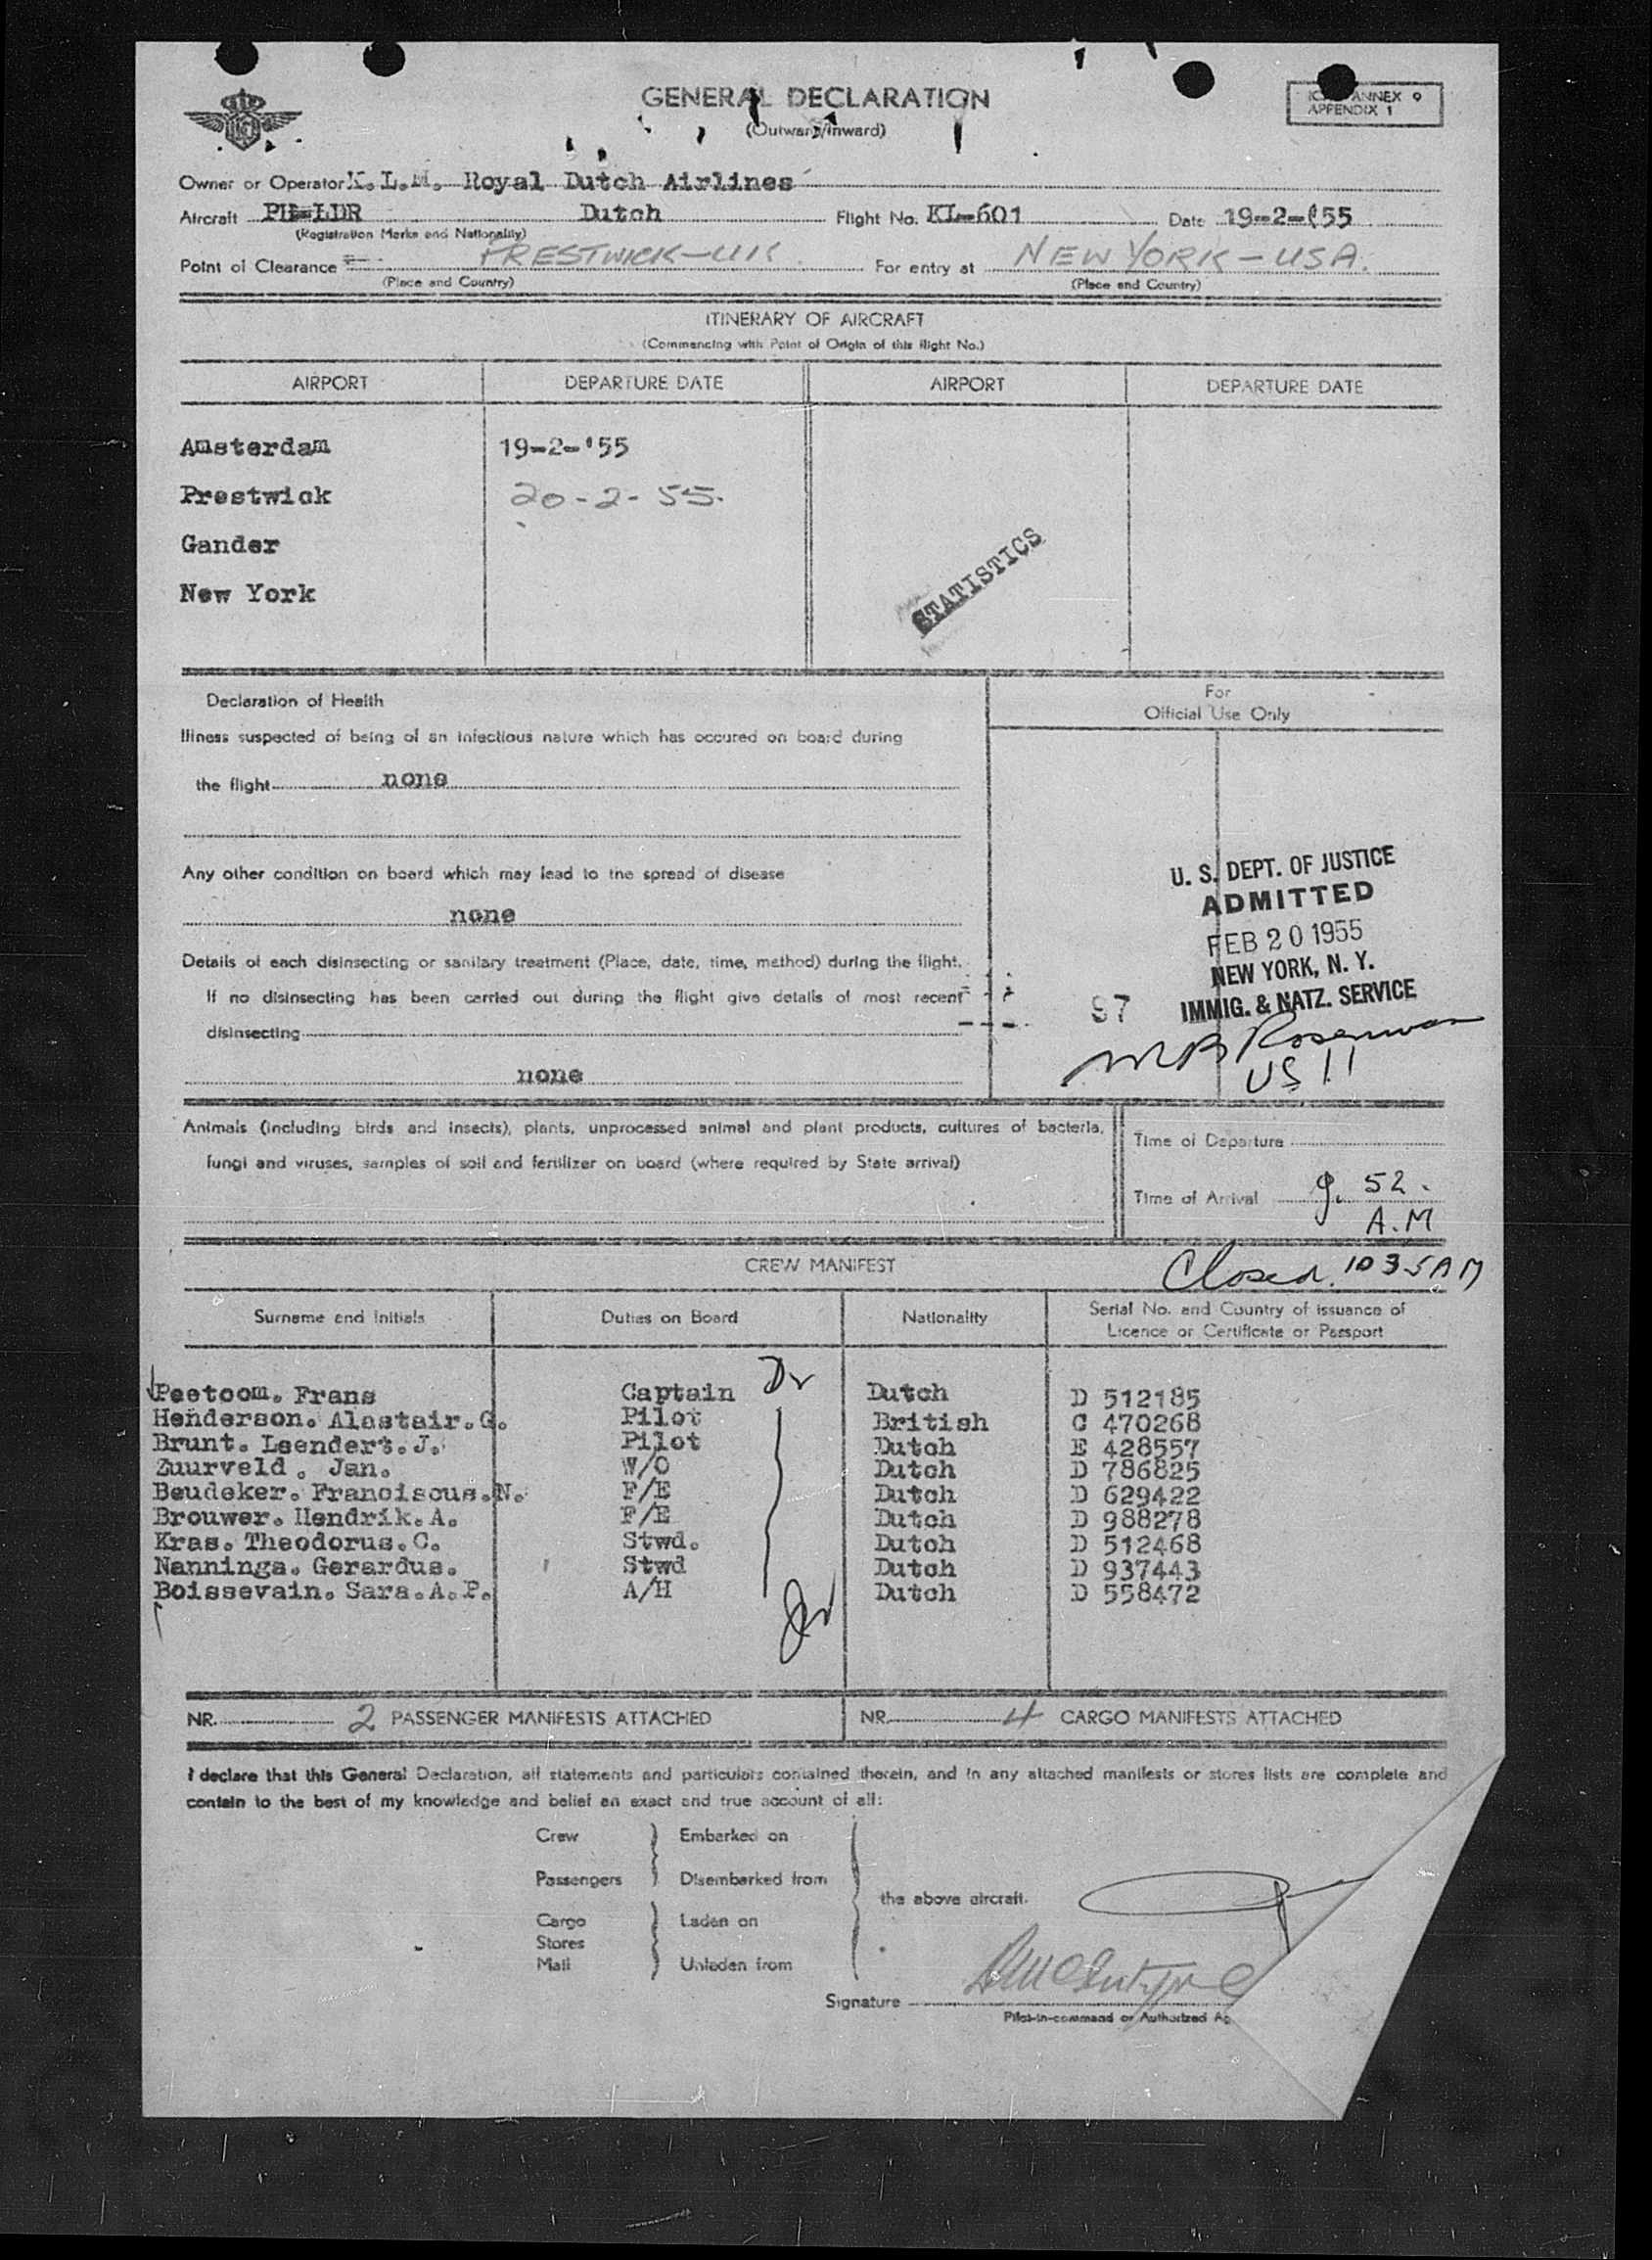 GENERAL DECLARATION
(Outward/Inward)
ANNEX 9
APPENDIX 1
Owner or Operator K.L.M. Royal Dutch Airlines
Aircraft PH-LDR Dutch Flight No. KL-601 Date 19-2-'55
(Registration Marks and Nationality)
Point of Clearance PRESTWICK-UK For entry at NEW YORK-USA.
(Place and Country) (Place and Country)
ITINERARY OF AIRCRAFT
(Commencing with Point of Origin of this flight No.)
AIRPORT DEPARTURE DATE AIRPORT DEPARTURE DATE
Amsterdam 19-2-'55
Prestwick 20-2-55.
Gander
New York
STATISTICS
Declaration of Health
For
Official Use Only
Illness suspected of being of an infectious nature which has occured on board during
the flight none
Any other condition on board which may lead to the spread of disease
none
Details of each disinsecting or sanitary treatment (Place, date, time, method) during the flight.
If no disinsecting has been carried out during the flight give details of most recent
disinsecting
none
U. S. DEPT. OF JUSTICE
ADMITTED
FEB 20 1955
NEW YORK, N. Y.
97 IMMIG. & NATZ. SERVICE
US 11
Animals (including birds and insects), plants, unprocessed animal and plant products, cultures of bacteria,
fungi and viruses, samples of soil and fertilizer on board (where required by State arrival)
Time of Departure
Time of Arrival 9.52.
A.M
CREW MANIFEST
Closed. 1035AM
Surname and Initials Duties on Board Nationality Serial No. and Country of issuance of
Licence or Certificate or Passport
Peetoom. Frans Captain Dutch D 512185
Henderson. Alastair.G. Pilot British C 470268
Brunt. Leendert.J. Pilot Dutch E 428557
Zuurveld. Jan. W/O Dutch D 786825
Beudeker. Franciscus.N. F/E Dutch D 629422
Brouwer. Hendrik.A. F/E Dutch D 988278
Kras. Theodorus.C. Stwd. Dutch D 512468
Nanninga. Gerardus. Stwd Dutch D 937443
Boissevain. Sara.A.P. A/H Dutch D 558472
NR. 2 PASSENGER MANIFESTS ATTACHED NR. 4 CARGO MANIFESTS ATTACHED
I declare that this General Declaration, all statements and particulars contained therein, and in any attached manifests or stores lists are complete and
contain to the best of my knowledge and belief an exact and true account of all:
Crew Embarked on
Passengers Disembarked from
the above aircraft.
Cargo Laden on
Stores
Mail Unladen from
Signature
Pilot-in-command or Authorized Ag